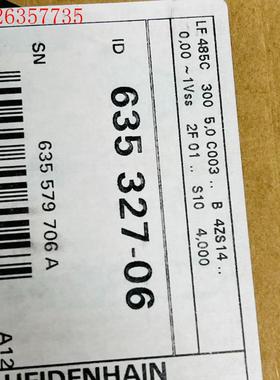 26357735
LF 485C 300 5,0 C003 .. B 4ZS14 ..
0,00 ~1Vss 2F 01 .. S10 4,000
ID 635 327-06
SN 635 579 706 A
A12
HEIDENHAIN